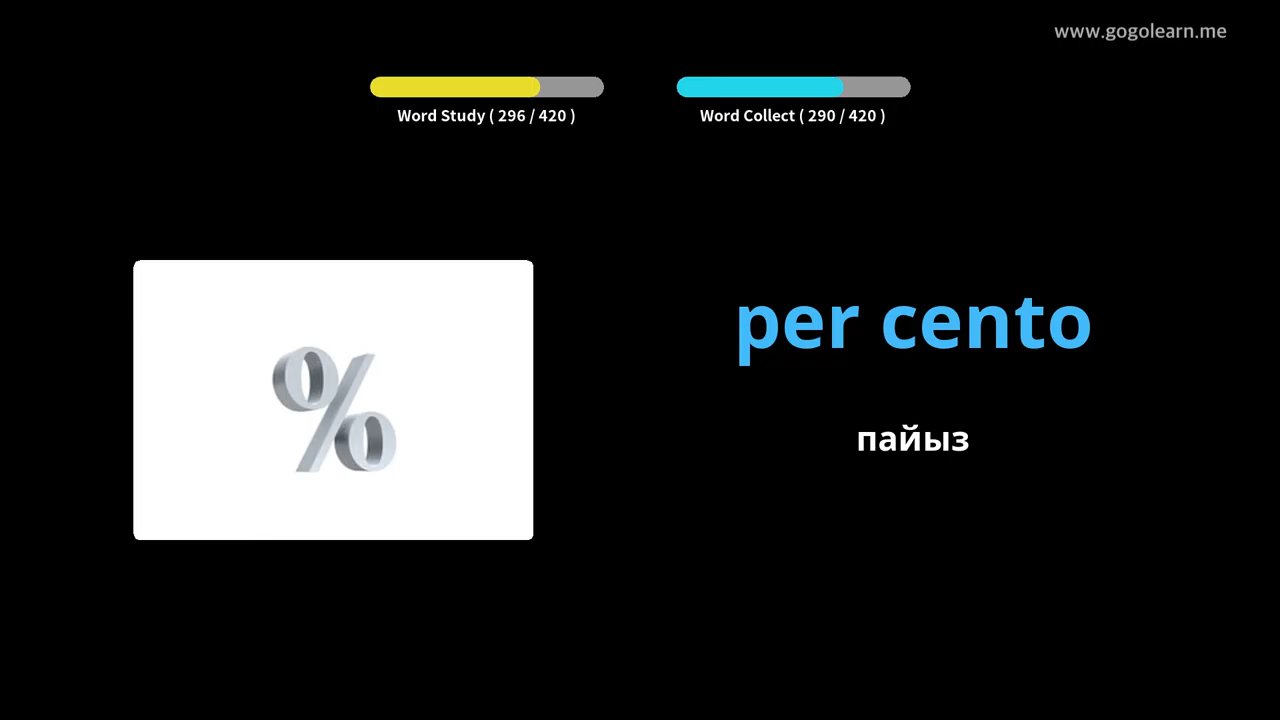 www.gogolearn.me
Word Study ( 296 / 420 )
Word Collect ( 290 / 420 )
%
per cento
пайыз